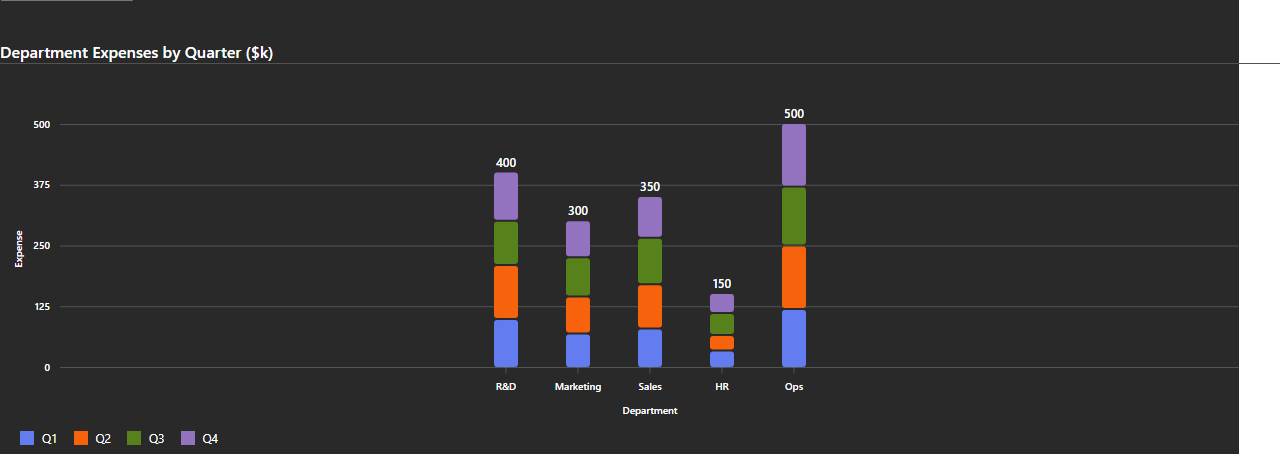 Department Expenses by Quarter ($k)
500
500
400
375
350
300
Expense
250
150
125
0
R&D Marketing Sales HR Ops
Department
Q1 Q2 Q3 Q4